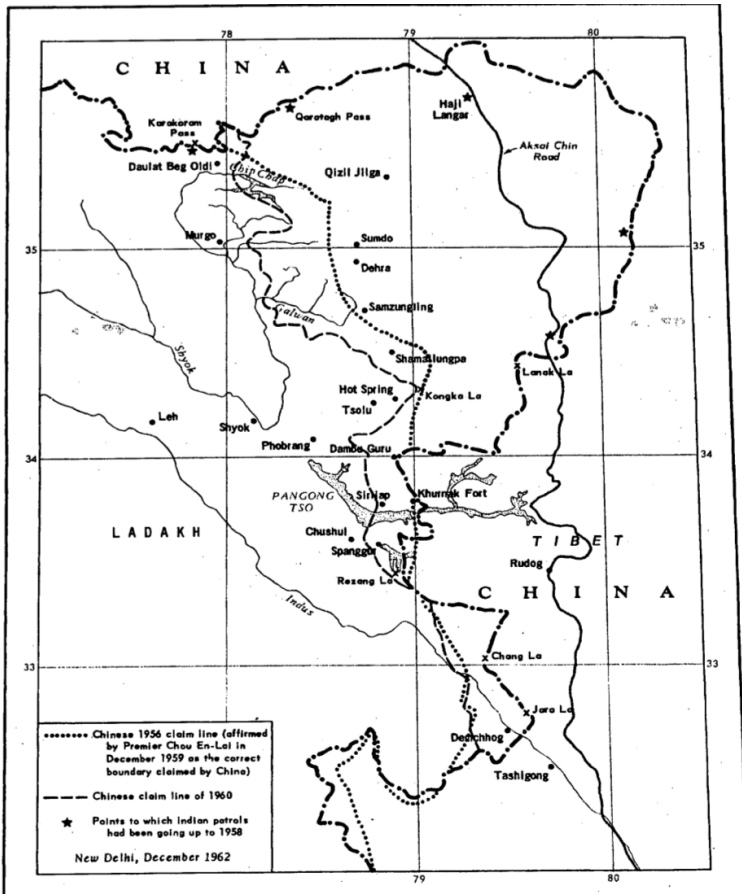 78
79
80
CHINA
Karakoram
Pass
Qaratagh Pass
Haji
Langar
Aksai Chin
Road
Daulat Beg Oldi
Chip Chap
Qizil Jilga
Murgo
Sumdo
35
35
Dehra
Samzungling
Galwan
Shyok
Shamal Lungpa
Lanak La
Hot Spring
Kongka La
Tsolu
Leh
Shyok
Phobrang
34
34
Dambu Guru
PANGONG
TSO
Sirijap
Khurnak Fort
LADAKH
Chushul
Spanggur
TIBET
Rudog
Rezang La
CHINA
Indus
33
33
Chang La
Jara La
Demchhog
Tashigong
Chinese 1956 claim line (affirmed
by Premier Chou En-Lai in
December 1959 as the correct
boundary claimed by China)
Chinese claim line of 1960
Points to which Indian patrols
had been going up to 1958
New Delhi, December 1962
79
80